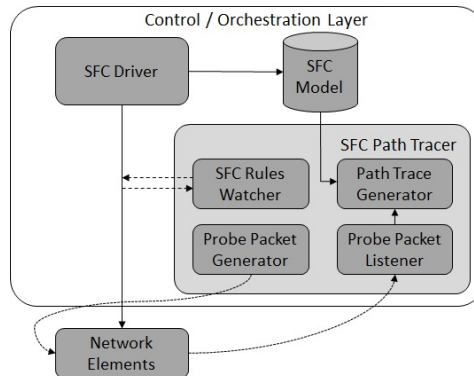 Control / Orchestration Layer
SFC Driver
SFC
Model
SFC Path Tracer
SFC Rules
Watcher
Path Trace
Generator
Probe Packet
Generator
Probe Packet
Listener
Network
Elements